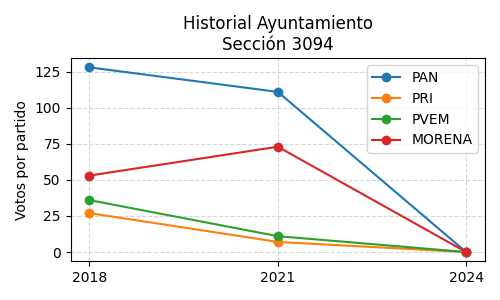 Historial Ayuntamiento
Sección 3094
Votos por partido
125
100
75
50
25
0
2018
2021
2024
PAN
PRI
PVEM
MORENA